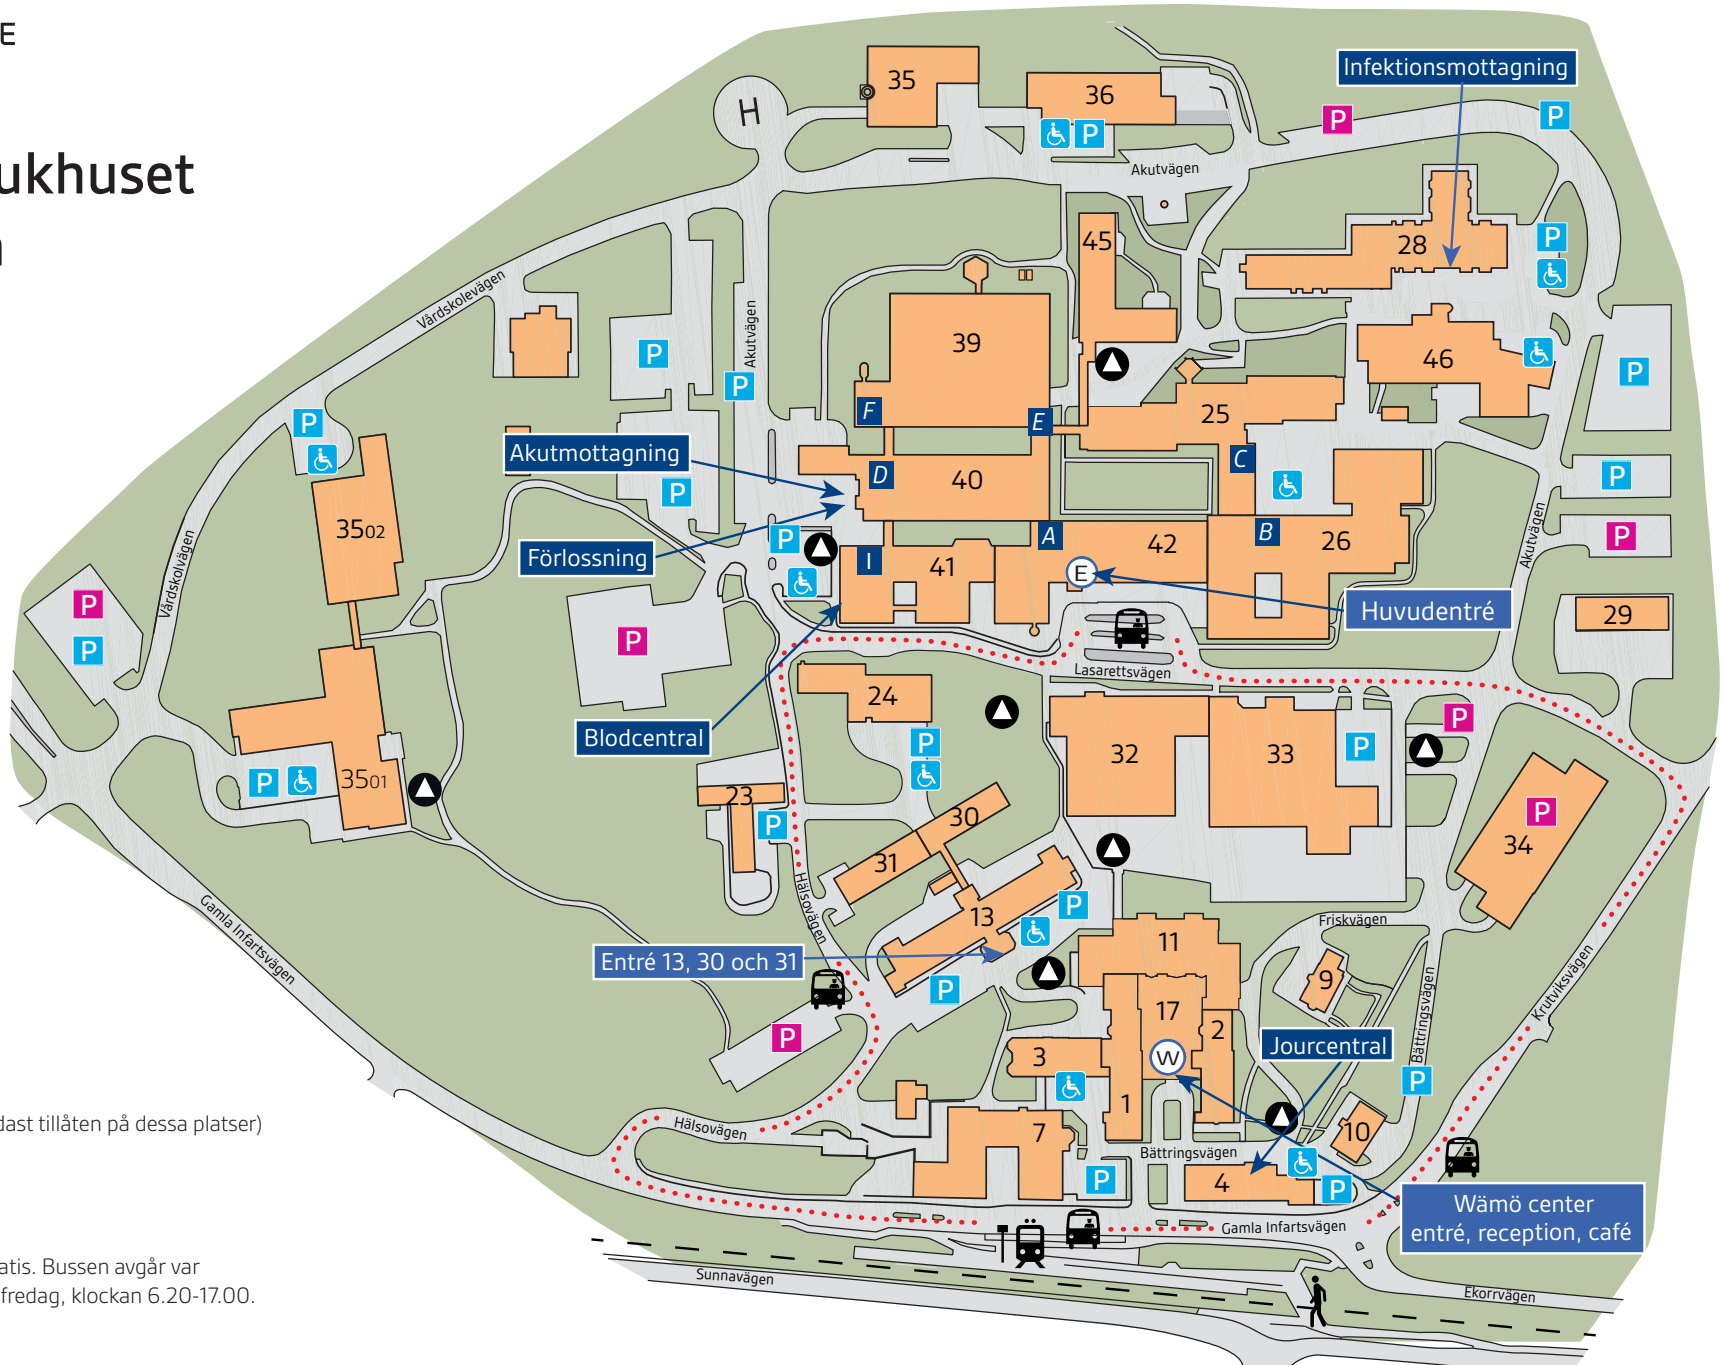 E
ukhuset
H
35
36
P
Infektionsmottagning
P
P
Akutvägen
45
28
P
Vårdskolevägen
Akutvägen
P
P
39
46
P
F
E
25
P
Akutmottagning
D
40
C
P
P
3502
Förlossning
P
I
41
A
42
B
26
P
Akutvägen
E
Huvudentré
29
Vårdskolvägen
P
P
P
Lasarettsvägen
24
Blodcentral
P
32
33
P
P
P
3501
23
P
30
31
P
34
13
P
Hälsovägen
Gamla Infartsvägen
Entré 13, 30 och 31
P
11
Friskvägen
9
Krutviksvägen
Bättringsvägen
17
2
W
Jourcentral
P
3
1
P
10
dast tillåten på dessa platser)
Hälsovägen
7
Bättringsvägen
P
4
P
Wämö center
entré, reception, café
Gamla Infartsvägen
atis. Bussen avgår var
fredag, klockan 6.20-17.00.
Sunnavägen
Ekorrvägen